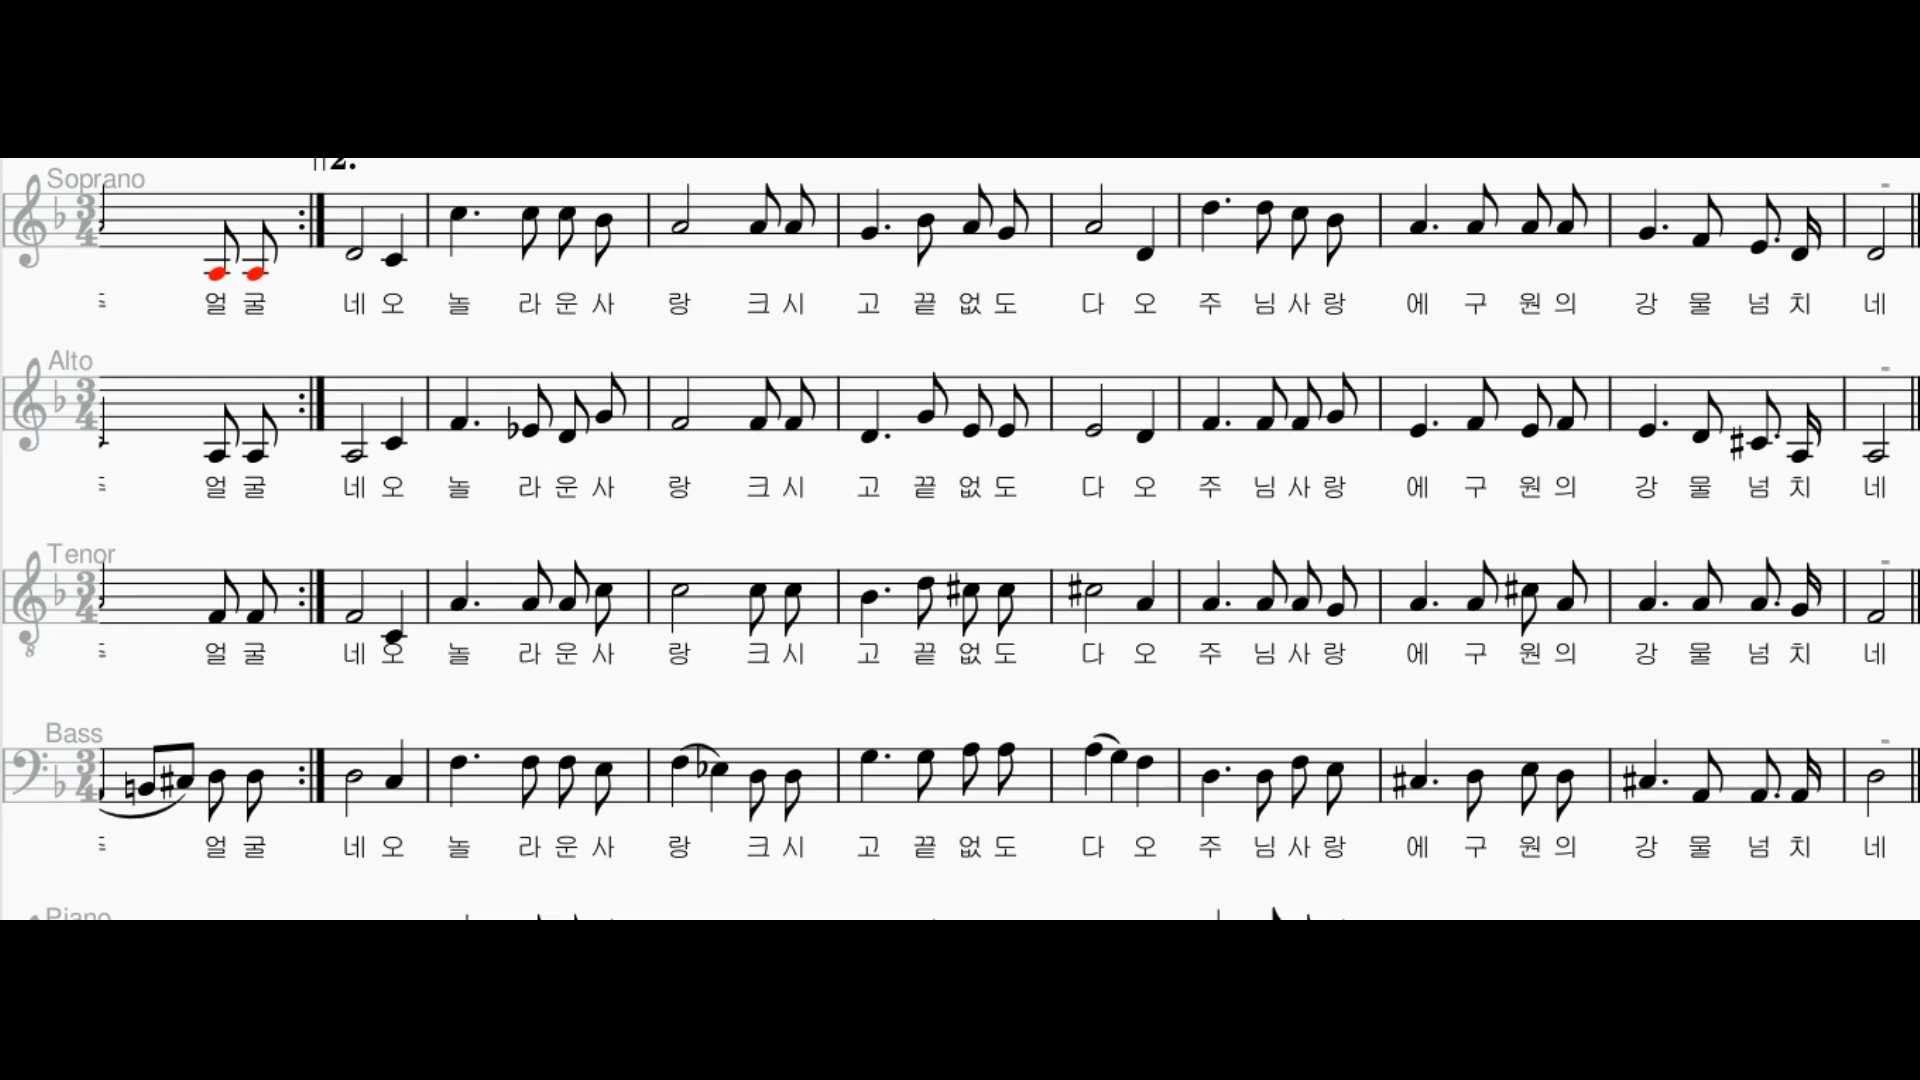 2.
Soprano
얼 굴 네 오 놀 라 운 사 랑 크 시 고 끝 없 도 다 오 주 님 사 랑 에 구 원 의 강 물 넘 치 네
Alto
얼 굴 네 오 놀 라 운 사 랑 크 시 고 끝 없 도 다 오 주 님 사 랑 에 구 원 의 강 물 넘 치 네
Tenor
얼 굴 네 오 놀 라 운 사 랑 크 시 고 끝 없 도 다 오 주 님 사 랑 에 구 원 의 강 물 넘 치 네
Bass
얼 굴 네 오 놀 라 운 사 랑 크 시 고 끝 없 도 다 오 주 님 사 랑 에 구 원 의 강 물 넘 치 네
Piano